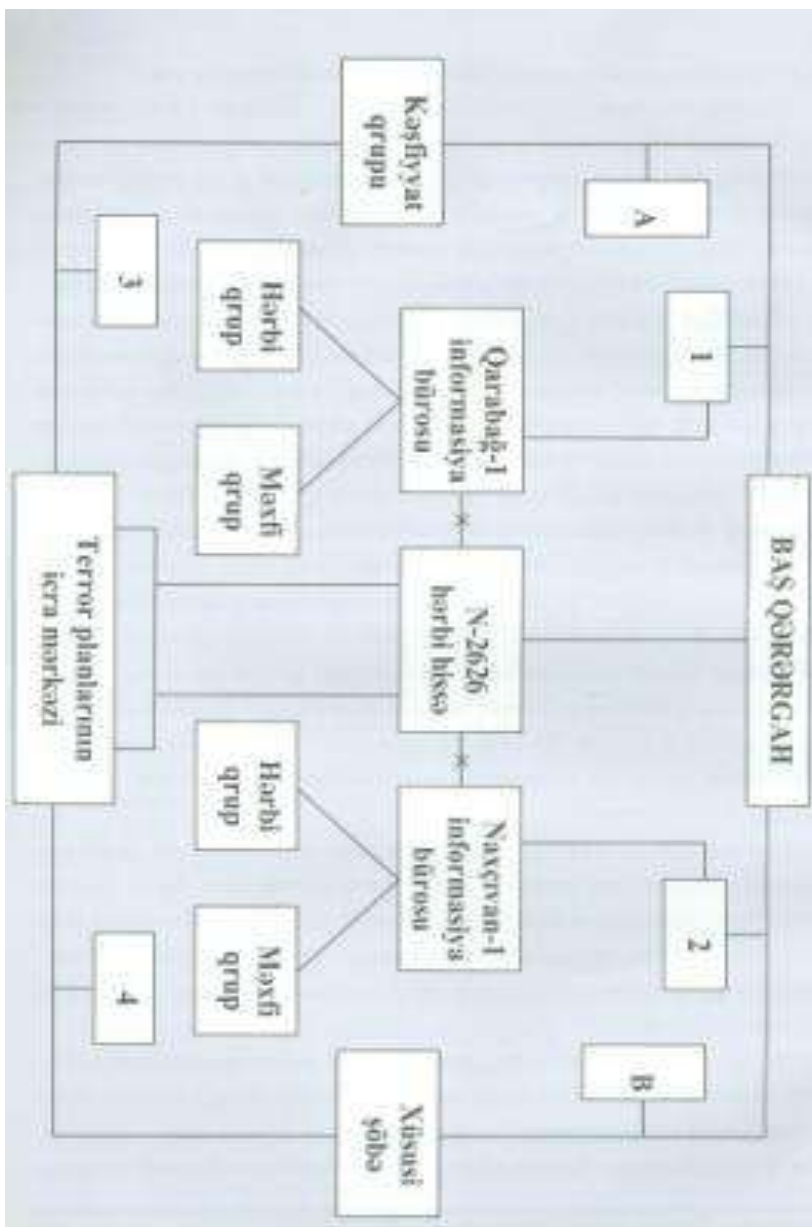 BAŞ QƏRƏRGAH
1
2
A
B
Qarabağ-1
informasiya
bürosu
N-2626
hərbi hissə
Naxçıvan-1
informasiya
bürosu
Kəşfiyyat
qrupu
Xüsusi
şöbə
Hərbi
qrup
Məxfi
qrup
Hərbi
qrup
Məxfi
qrup
3
4
Terror planlarının
icra mərkəzi